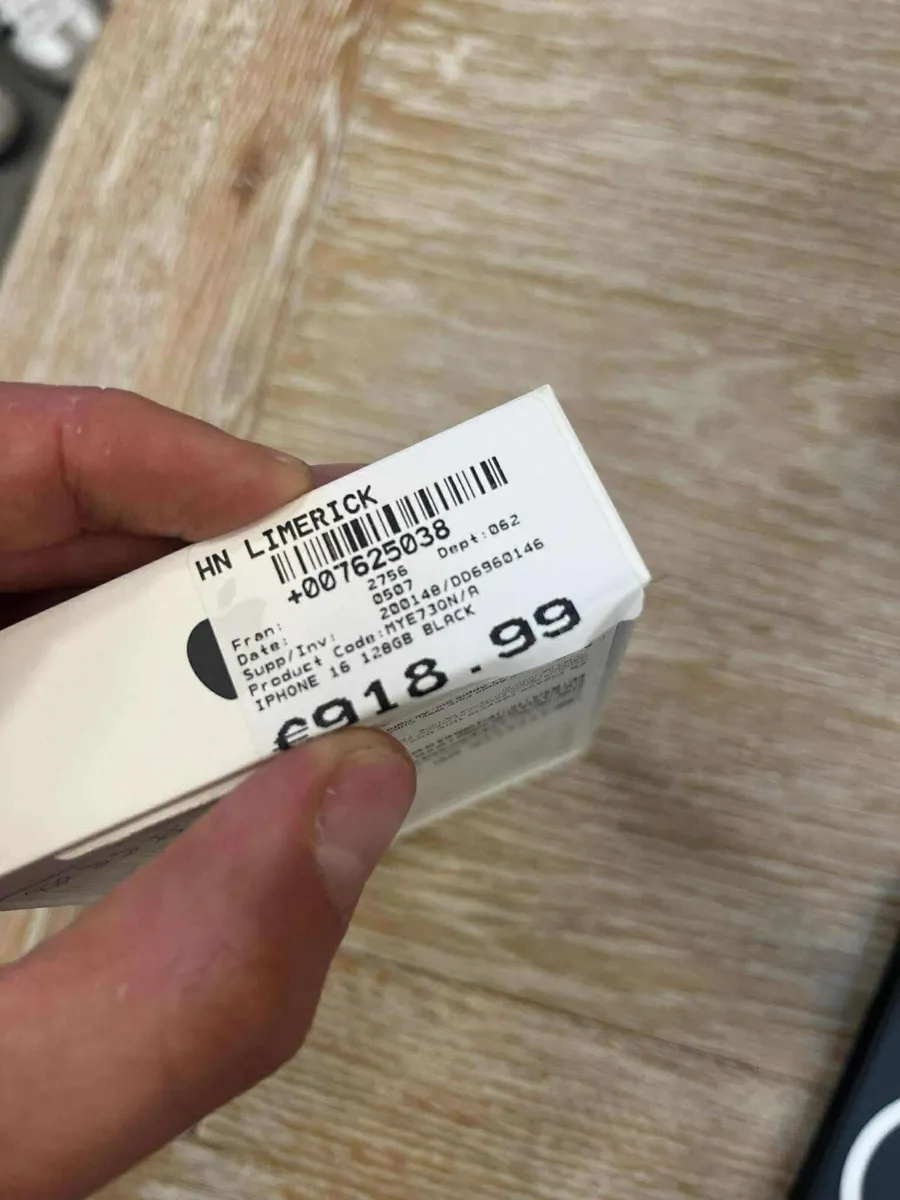 HN LIMERICK
+007625038
Fran: 2756 Dept:062
Date: 0507
Supp/Inv: 200148/DD6960146
Product Code:MYE73QN/A
IPHONE 16 128GB BLACK
€918.99